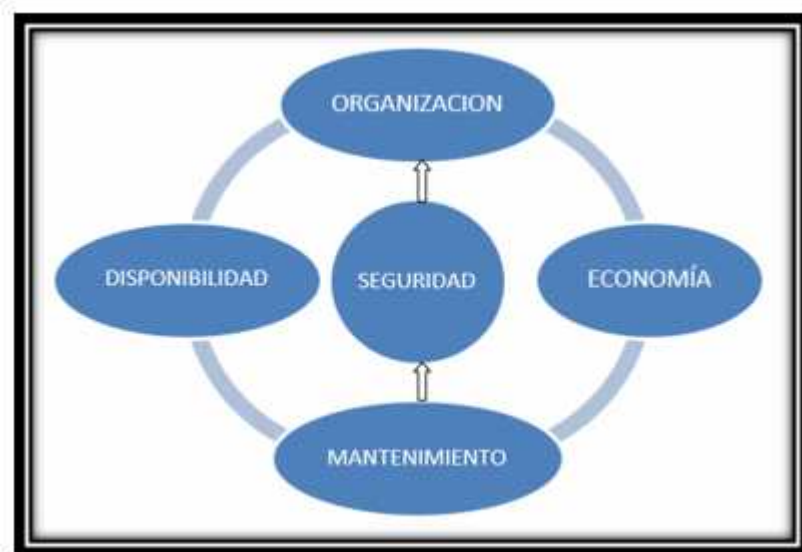 ORGANIZACION
DISPONIBILIDAD
SEGURIDAD
ECONOMÍA
MANTENIMIENTO